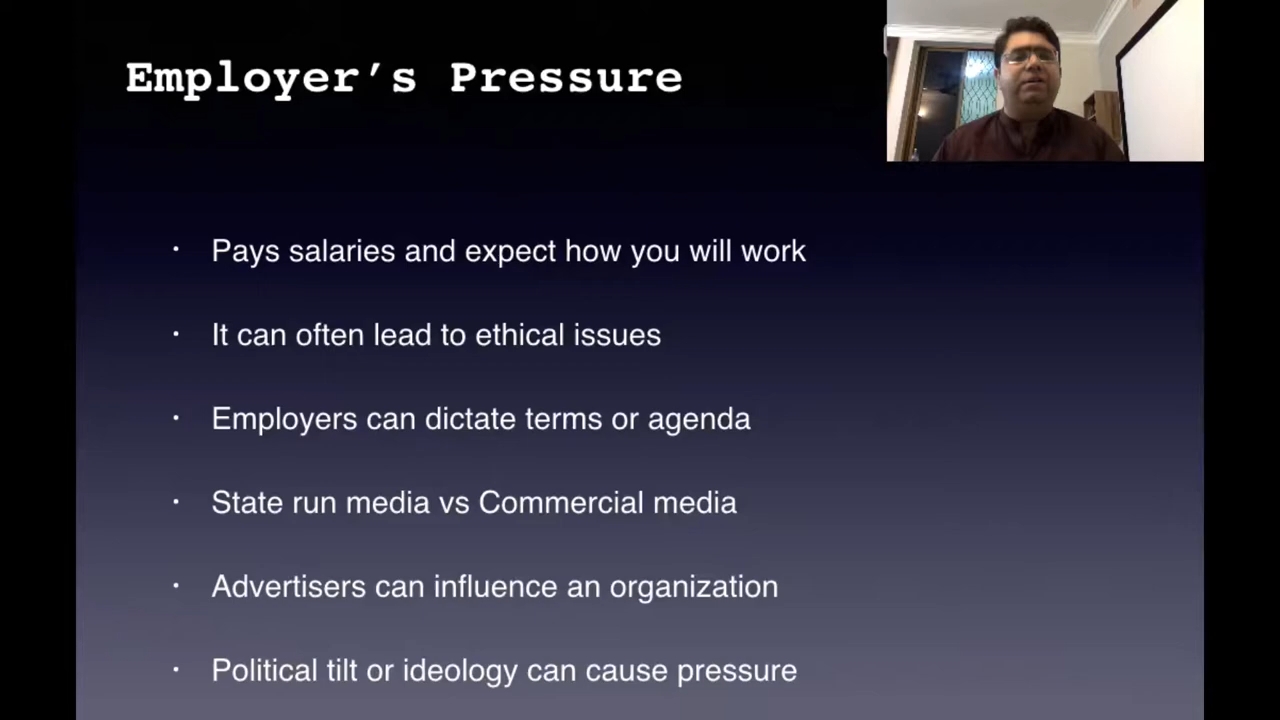 Employer’s Pressure
· Pays salaries and expect how you will work
· It can often lead to ethical issues
· Employers can dictate terms or agenda
· State run media vs Commercial media
· Advertisers can influence an organization
· Political tilt or ideology can cause pressure